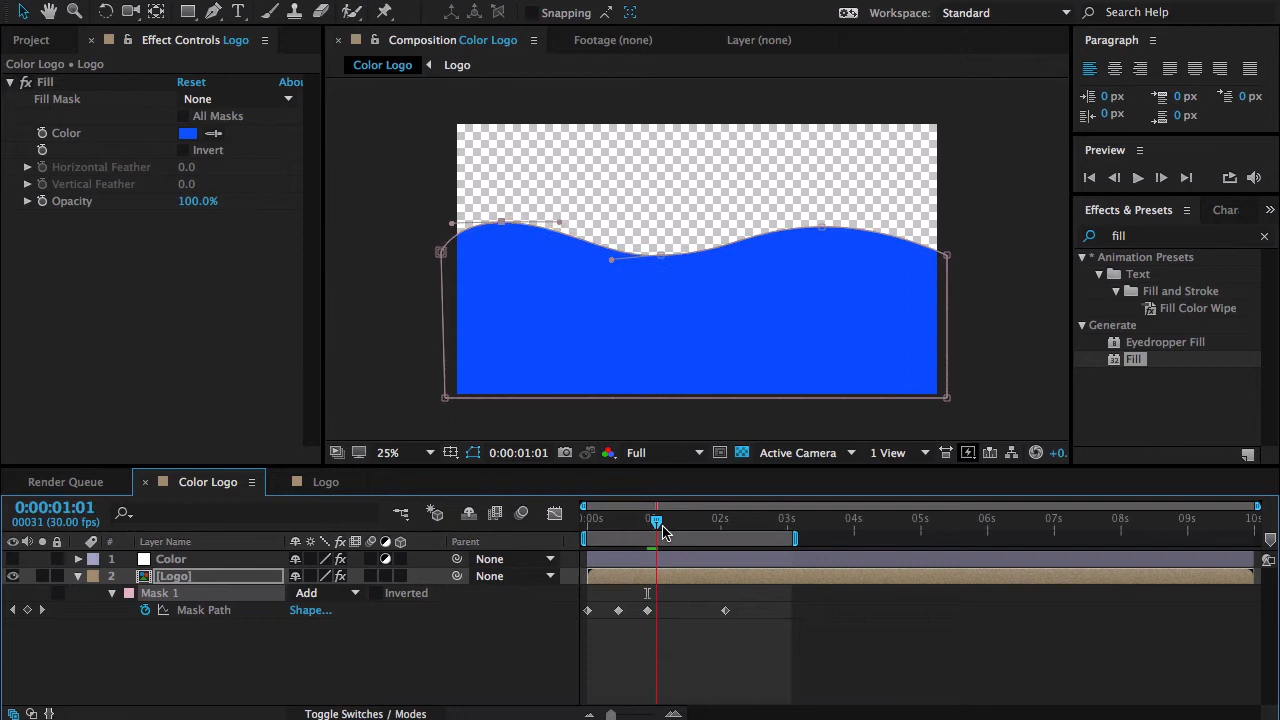 T
Snapping
Workspace: Standard
Search Help
Project
Effect Controls Logo
Composition Color Logo
Footage (none)
Layer (none)
Paragraph
Color Logo • Logo
Color Logo
Logo
fx Fill
Reset
Abou
Fill Mask
None
All Masks
Color
Invert
Horizontal Feather
0.0
Vertical Feather
0.0
Opacity
100.0%
0 px
0 px
0 px
0 px
0 px
Preview
Effects & Presets
Char
fill
* Animation Presets
Text
Fill and Stroke
Fill Color Wipe
Generate
Eyedropper Fill
Fill
25%
0:00:01:01
Full
Active Camera
1 View
+0.
Render Queue
Color Logo
Logo
0:00:01:01
00031 (30.00 fps)
:00s
02s
03s
04s
05s
06s
07s
08s
09s
10s
#
Layer Name
Parent
1
Color
None
2
[Logo]
None
Mask 1
Add
Inverted
Mask Path
Shape...
Toggle Switches / Modes